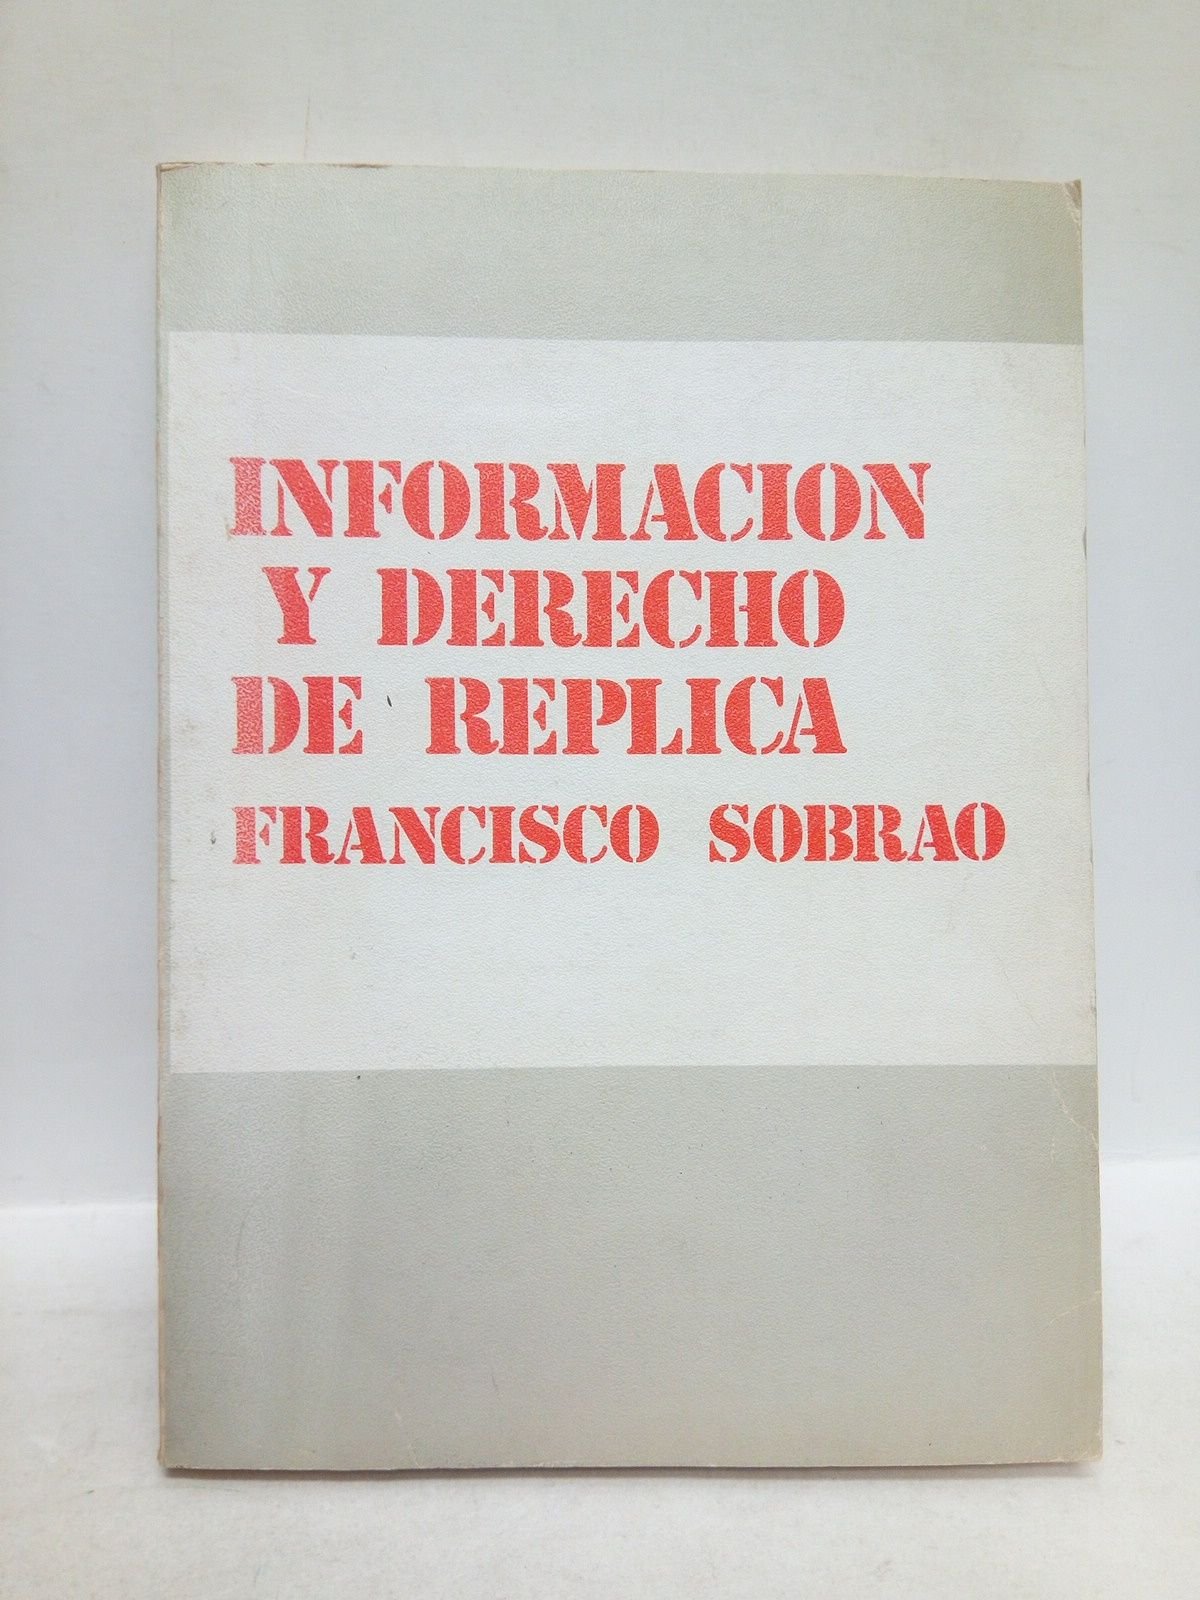 INFORMACION
Y DERECHO
DE REPLICA
FRANCISCO SOBRAO